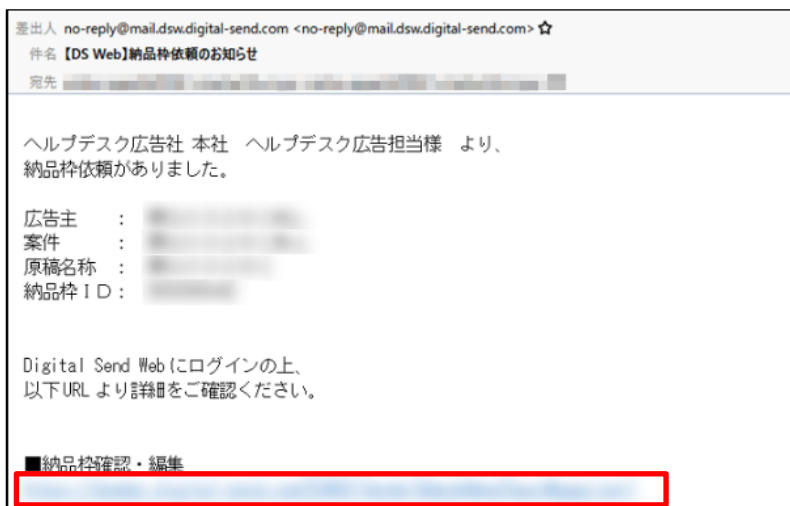 差出人 no-reply@mail.dsw.digital-send.com <no-reply@mail.dsw.digital-send.com> ☆
件名 【DS Web】納品枠依頼のお知らせ
宛先
ヘルプデスク広告社 本社　ヘルプデスク広告担当様　より、
納品枠依頼がありました。
広告主　：
案件　：
原稿名称　：
納品枠ＩＤ：
Digital Send Webにログインの上、
以下URLより詳細をご確認ください。
■納品枠確認・編集